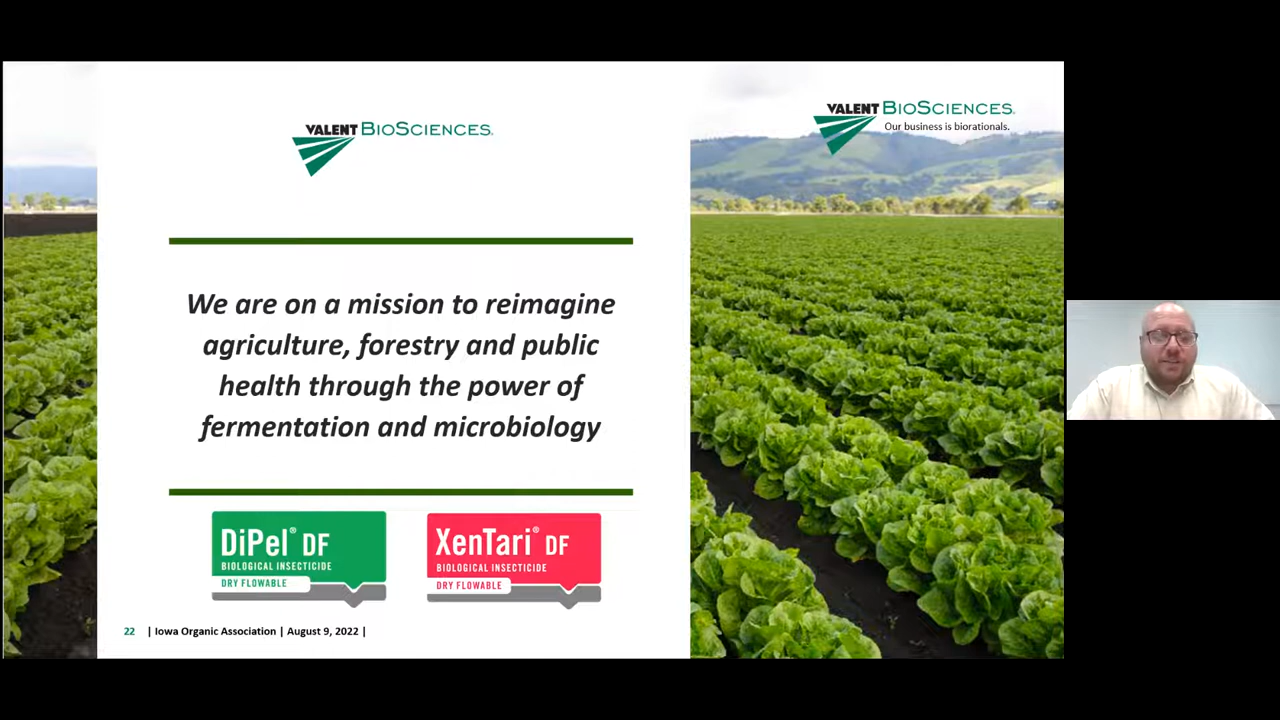 VALENT BIOSCIENCES®
VALENT BIOSCIENCES®
Our business is biorationals.
We are on a mission to reimagine
agriculture, forestry and public
health through the power of
fermentation and microbiology
DiPel® DF
BIOLOGICAL INSECTICIDE
DRY FLOWABLE
XenTari® DF
BIOLOGICAL INSECTICIDE
DRY FLOWABLE
22 | Iowa Organic Association | August 9, 2022 |